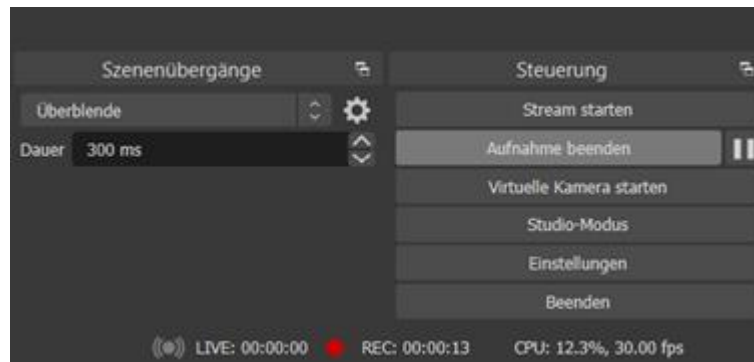 Szenenübergänge
Überblende
Dauer 300 ms
Steuerung
Stream starten
Aufnahme beenden
Virtuelle Kamera starten
Studio-Modus
Einstellungen
Beenden
LIVE: 00:00:00 REC: 00:00:13 CPU: 12.3%, 30.00 fps